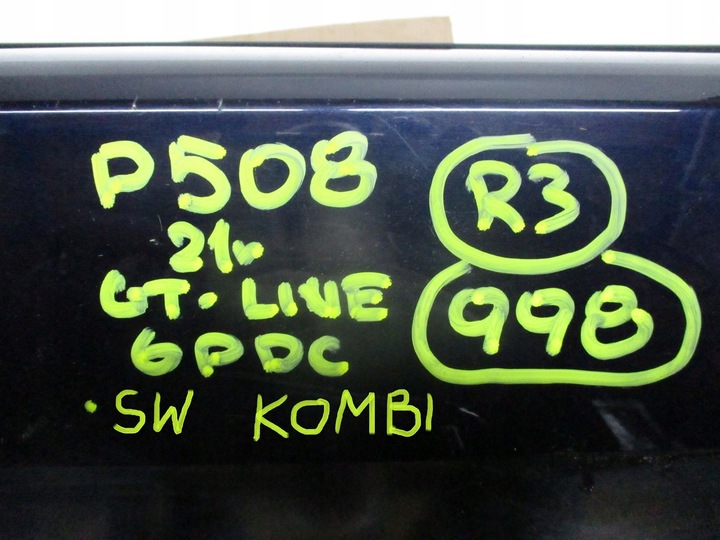 P508
21r
GT. LINE
6PDC
• SW KOMBI
R3
998